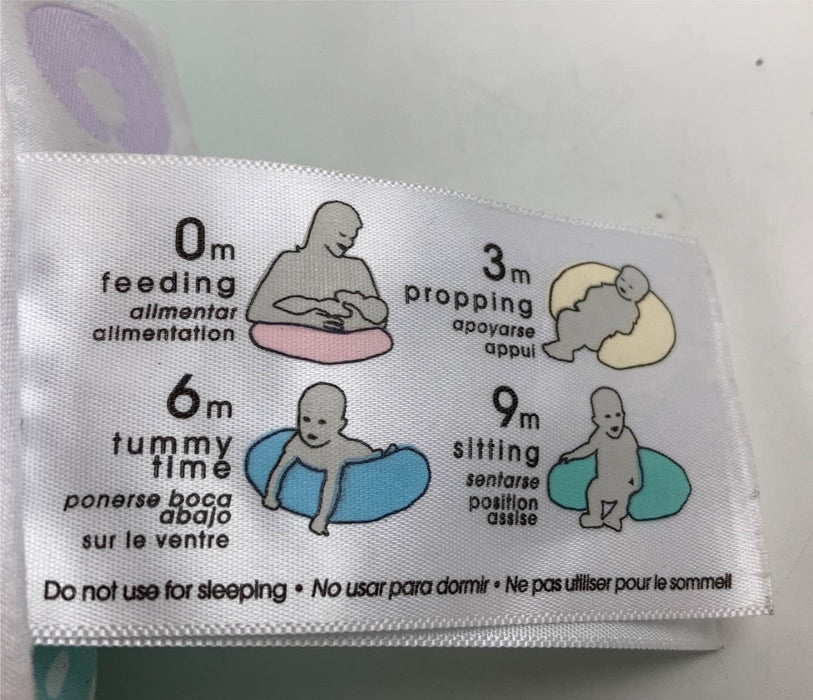 0m
feeding
alimentar
alimentation
3m
propping
apoyarse
appui
6m
tummy
time
ponerse boca
abajo
sur le ventre
9m
sitting
sentarse
position
assise
Do not use for sleeping • No usar para dormir • Ne pas utiliser pour le sommeil